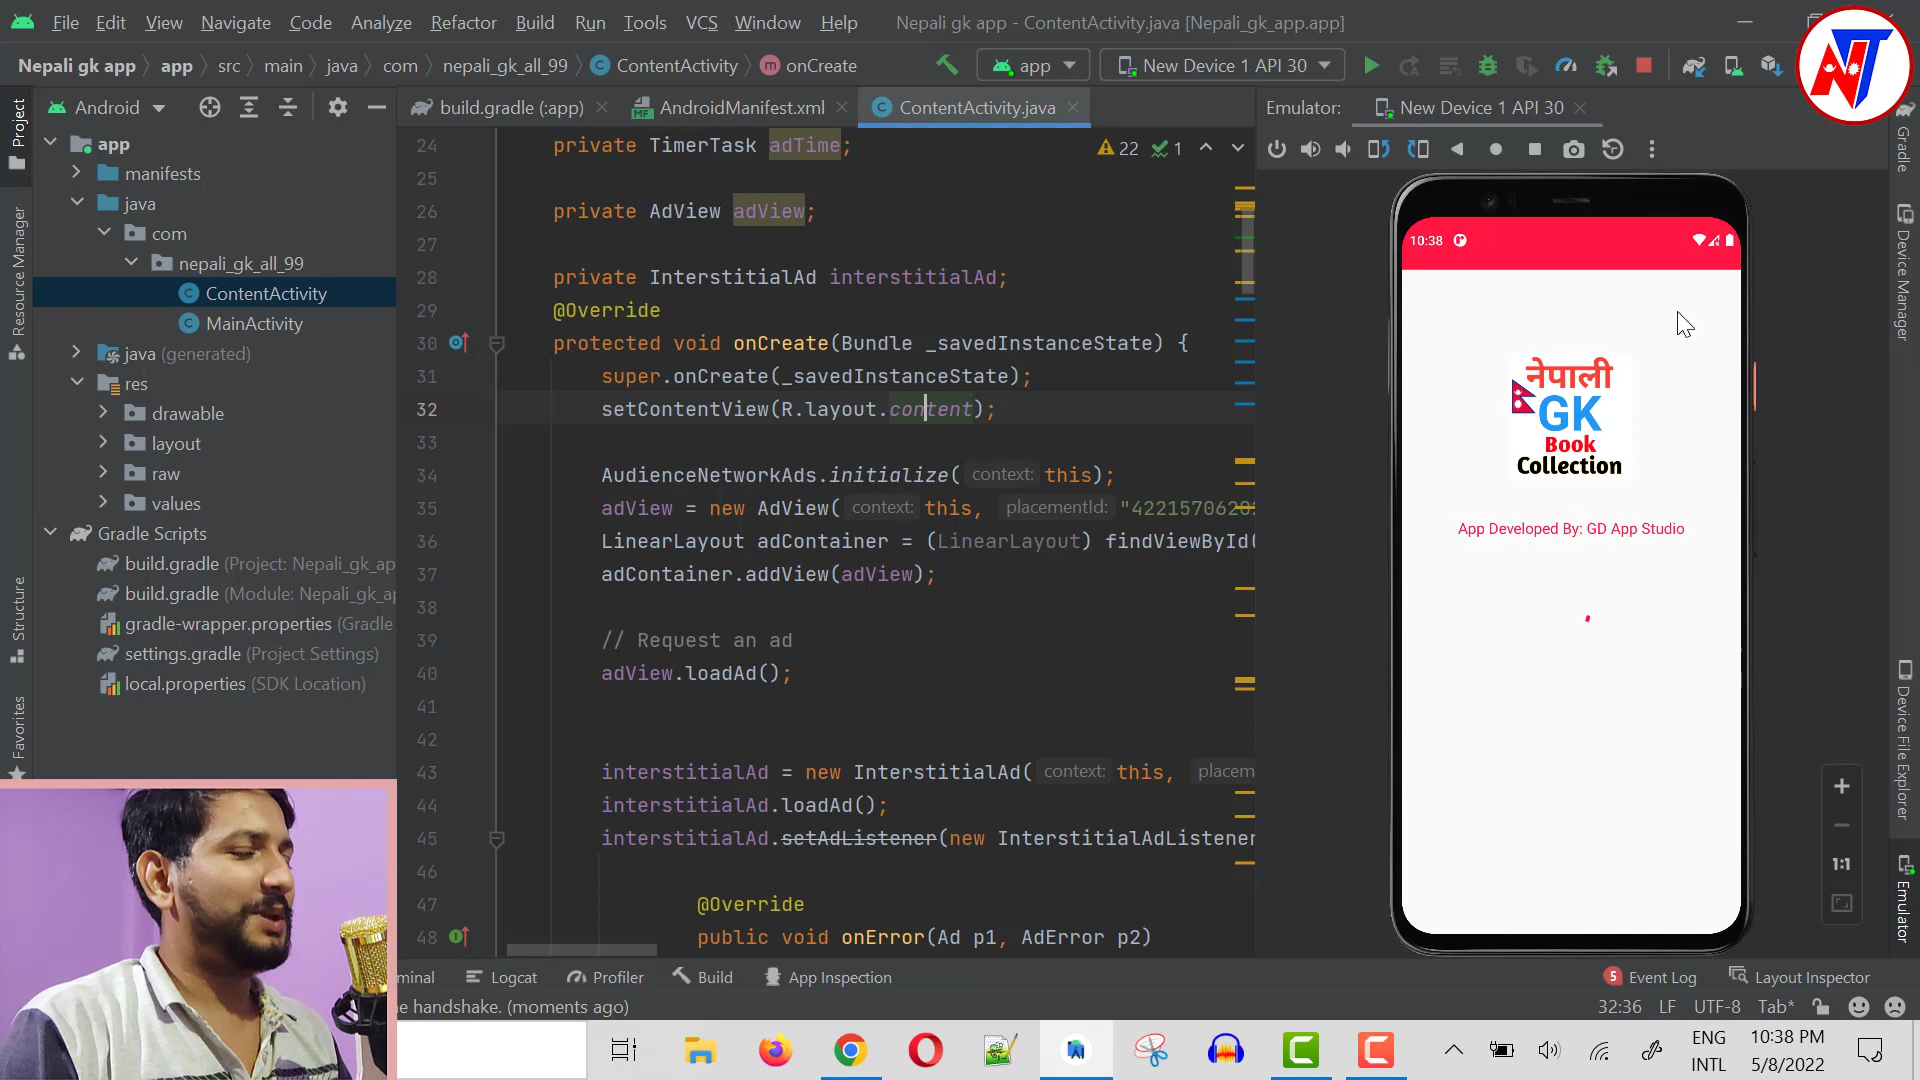 File Edit View Navigate Code Analyze Refactor Build Run Tools VCS Window Help Nepali gk app - ContentActivity.java [Nepali_gk_app.app]
Nepali gk app app src main java com nepali_gk_all_99 ContentActivity onCreate app New Device 1 API 30
NT
Android build.gradle (:app) AndroidManifest.xml ContentActivity.java Emulator: New Device 1 API 30
Project
Resource Manager
Structure
Favorites
app
manifests
java
com
nepali_gk_all_99
ContentActivity
MainActivity
java (generated)
res
drawable
layout
raw
values
Gradle Scripts
build.gradle (Project: Nepali_gk_ap
build.gradle (Module: Nepali_gk_a
gradle-wrapper.properties (Gradle
settings.gradle (Project Settings)
local.properties (SDK Location)
22 1
24 private TimerTask adTime;
25
26 private AdView adView;
27
28 private InterstitialAd interstitialAd;
29 @Override
30 protected void onCreate(Bundle _savedInstanceState) {
31 super.onCreate(_savedInstanceState);
32 setContentView(R.layout.content);
33
34 AudienceNetworkAds.initialize( context: this);
35 adView = new AdView( context: this, placementId: "422157062
36 LinearLayout adContainer = (LinearLayout) findViewById(
37 adContainer.addView(adView);
38
39 // Request an ad
40 adView.loadAd();
41
42
43 interstitialAd = new InterstitialAd( context: this, placem
44 interstitialAd.loadAd();
45 interstitialAd.setAdListener(new InterstitialAdListener
46
47 @Override
48 public void onError(Ad p1, AdError p2)
10:38
नेपाली
GK
Book
Collection
App Developed By: GD App Studio
1:1
Gradle
Device Manager
Device File Explorer
Emulator
minal Logcat Profiler Build App Inspection 5 Event Log Layout Inspector
e handshake. (moments ago) 32:36 LF UTF-8 Tab*
ENG
INTL
10:38 PM
5/8/2022